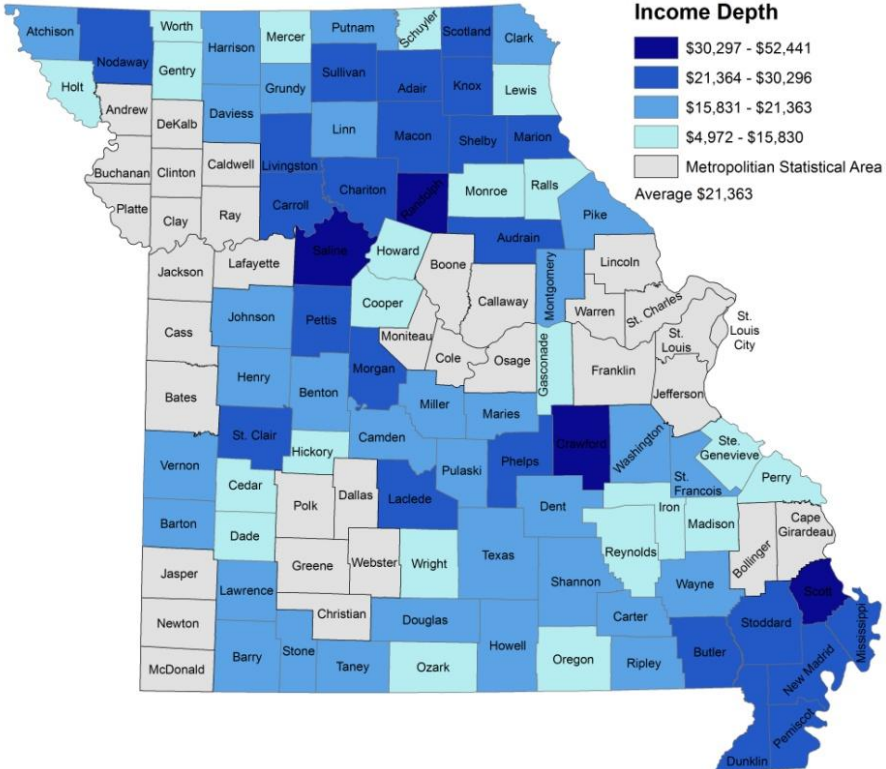 Income Depth
$30,297 - $52,441
$21,364 - $30,296
$15,831 - $21,363
$4,972 - $15,830
Metropolitan Statistical Area
Average $21,363
Atchison
Nodaway
Worth
Harrison
Mercer
Putnam
Schuyler
Scotland
Clark
Holt
Gentry
Andrew
DeKalb
Daviess
Grundy
Sullivan
Adair
Knox
Lewis
Buchanan
Clinton
Caldwell
Livingston
Linn
Macon
Shelby
Marion
Platte
Clay
Ray
Carroll
Chariton
Randolph
Monroe
Ralls
Pike
Audrain
Saline
Howard
Boone
Jackson
Lafayette
Cooper
Callaway
Montgomery
Lincoln
Warren
St. Charles
St.
Louis
St.
Louis
City
Cass
Johnson
Pettis
Moniteau
Cole
Osage
Gasconade
Franklin
Jefferson
Bates
Henry
Benton
Morgan
Miller
Maries
St. Clair
Hickory
Camden
Pulaski
Phelps
Crawford
Washington
St.
Francois
Ste.
Genevieve
Perry
Vernon
Cedar
Polk
Dallas
Laclede
Dent
Iron
Madison
Bollinger
Cape
Girardeau
Barton
Dade
Greene
Webster
Wright
Texas
Shannon
Reynolds
Wayne
Scott
Mississippi
Jasper
Lawrence
Christian
Douglas
Howell
Carter
Stoddard
Newton
Barry
Stone
Taney
Ozark
Oregon
Ripley
Butler
New Madrid
McDonald
Pemiscot
Dunklin